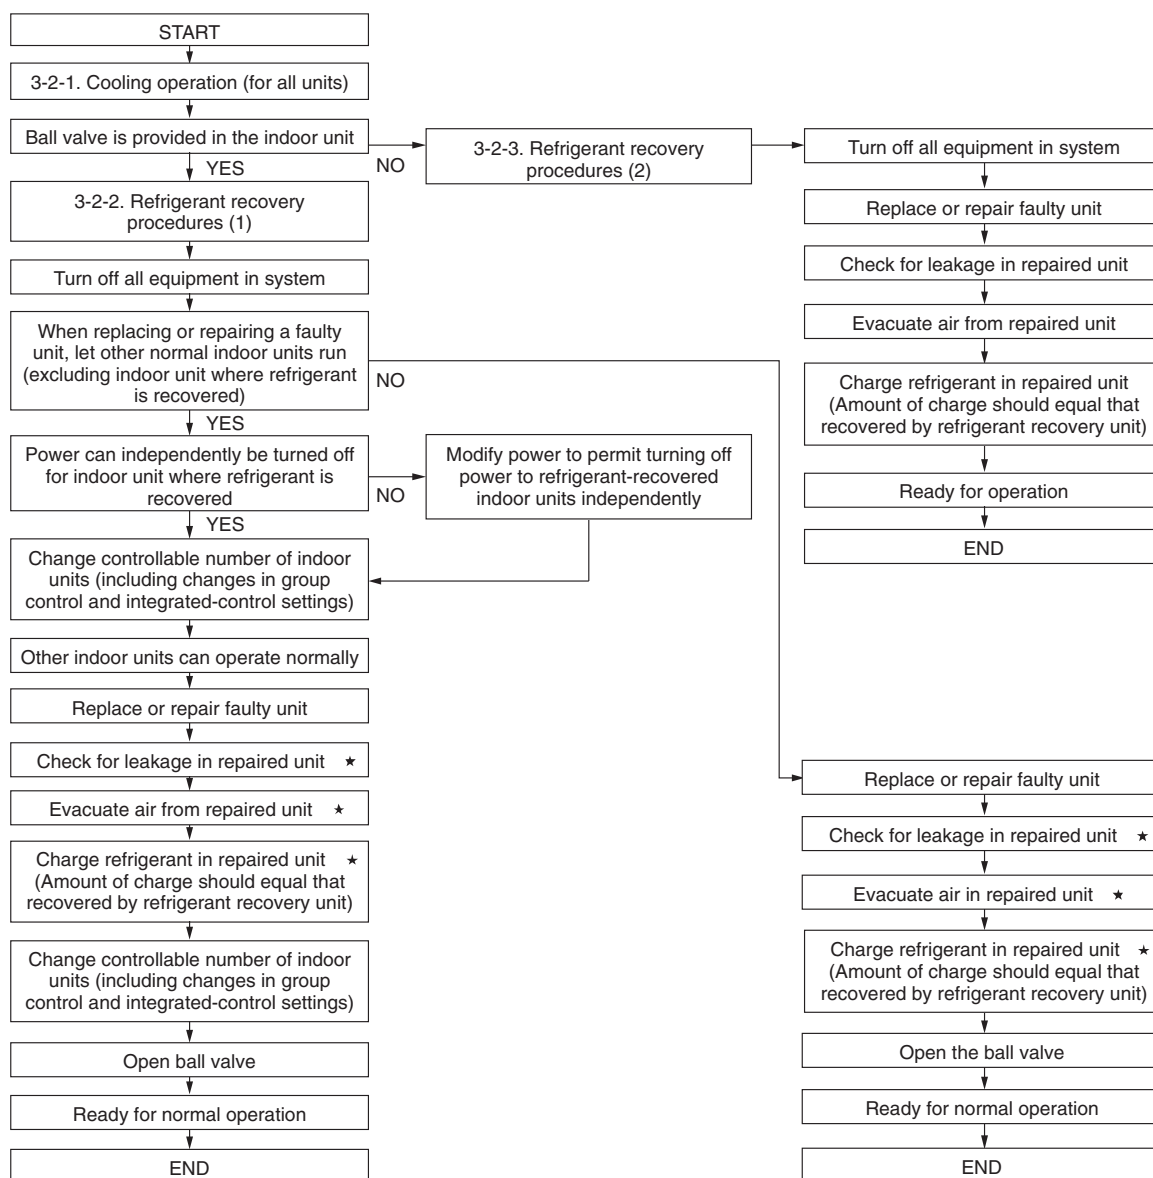 START
3-2-1. Cooling operation (for all units)
Ball valve is provided in the indoor unit
YES
NO
3-2-2. Refrigerant recovery
procedures (1)
Turn off all equipment in system
When replacing or repairing a faulty
unit, let other normal indoor units run
(excluding indoor unit where refrigerant
is recovered)
NO
YES
Power can independently be turned off
for indoor unit where refrigerant is
recovered
NO
YES
Modify power to permit turning off
power to refrigerant-recovered
indoor units independently
Change controllable number of indoor
units (including changes in group
control and integrated-control settings)
Other indoor units can operate normally
Replace or repair faulty unit
Check for leakage in repaired unit ★
Evacuate air from repaired unit ★
Charge refrigerant in repaired unit ★
(Amount of charge should equal that
recovered by refrigerant recovery unit)
Change controllable number of indoor
units (including changes in group
control and integrated-control settings)
Open ball valve
Ready for normal operation
END
3-2-3. Refrigerant recovery
procedures (2)
Turn off all equipment in system
Replace or repair faulty unit
Check for leakage in repaired unit
Evacuate air from repaired unit
Charge refrigerant in repaired unit
(Amount of charge should equal that
recovered by refrigerant recovery unit)
Ready for operation
END
Replace or repair faulty unit
Check for leakage in repaired unit ★
Evacuate air in repaired unit ★
Charge refrigerant in repaired unit ★
(Amount of charge should equal that
recovered by refrigerant recovery unit)
Open the ball valve
Ready for normal operation
END